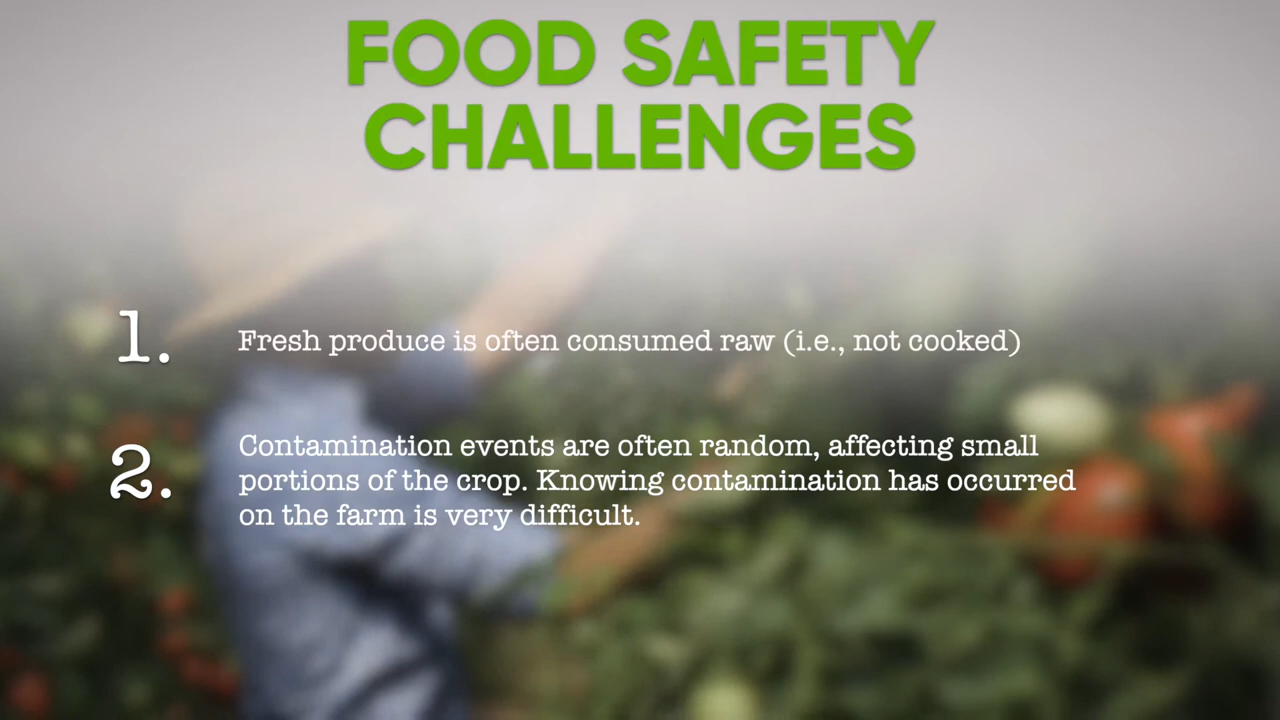 FOOD SAFETY
CHALLENGES
1. Fresh produce is often consumed raw (i.e., not cooked)
2. Contamination events are often random, affecting small
portions of the crop. Knowing contamination has occurred
on the farm is very difficult.